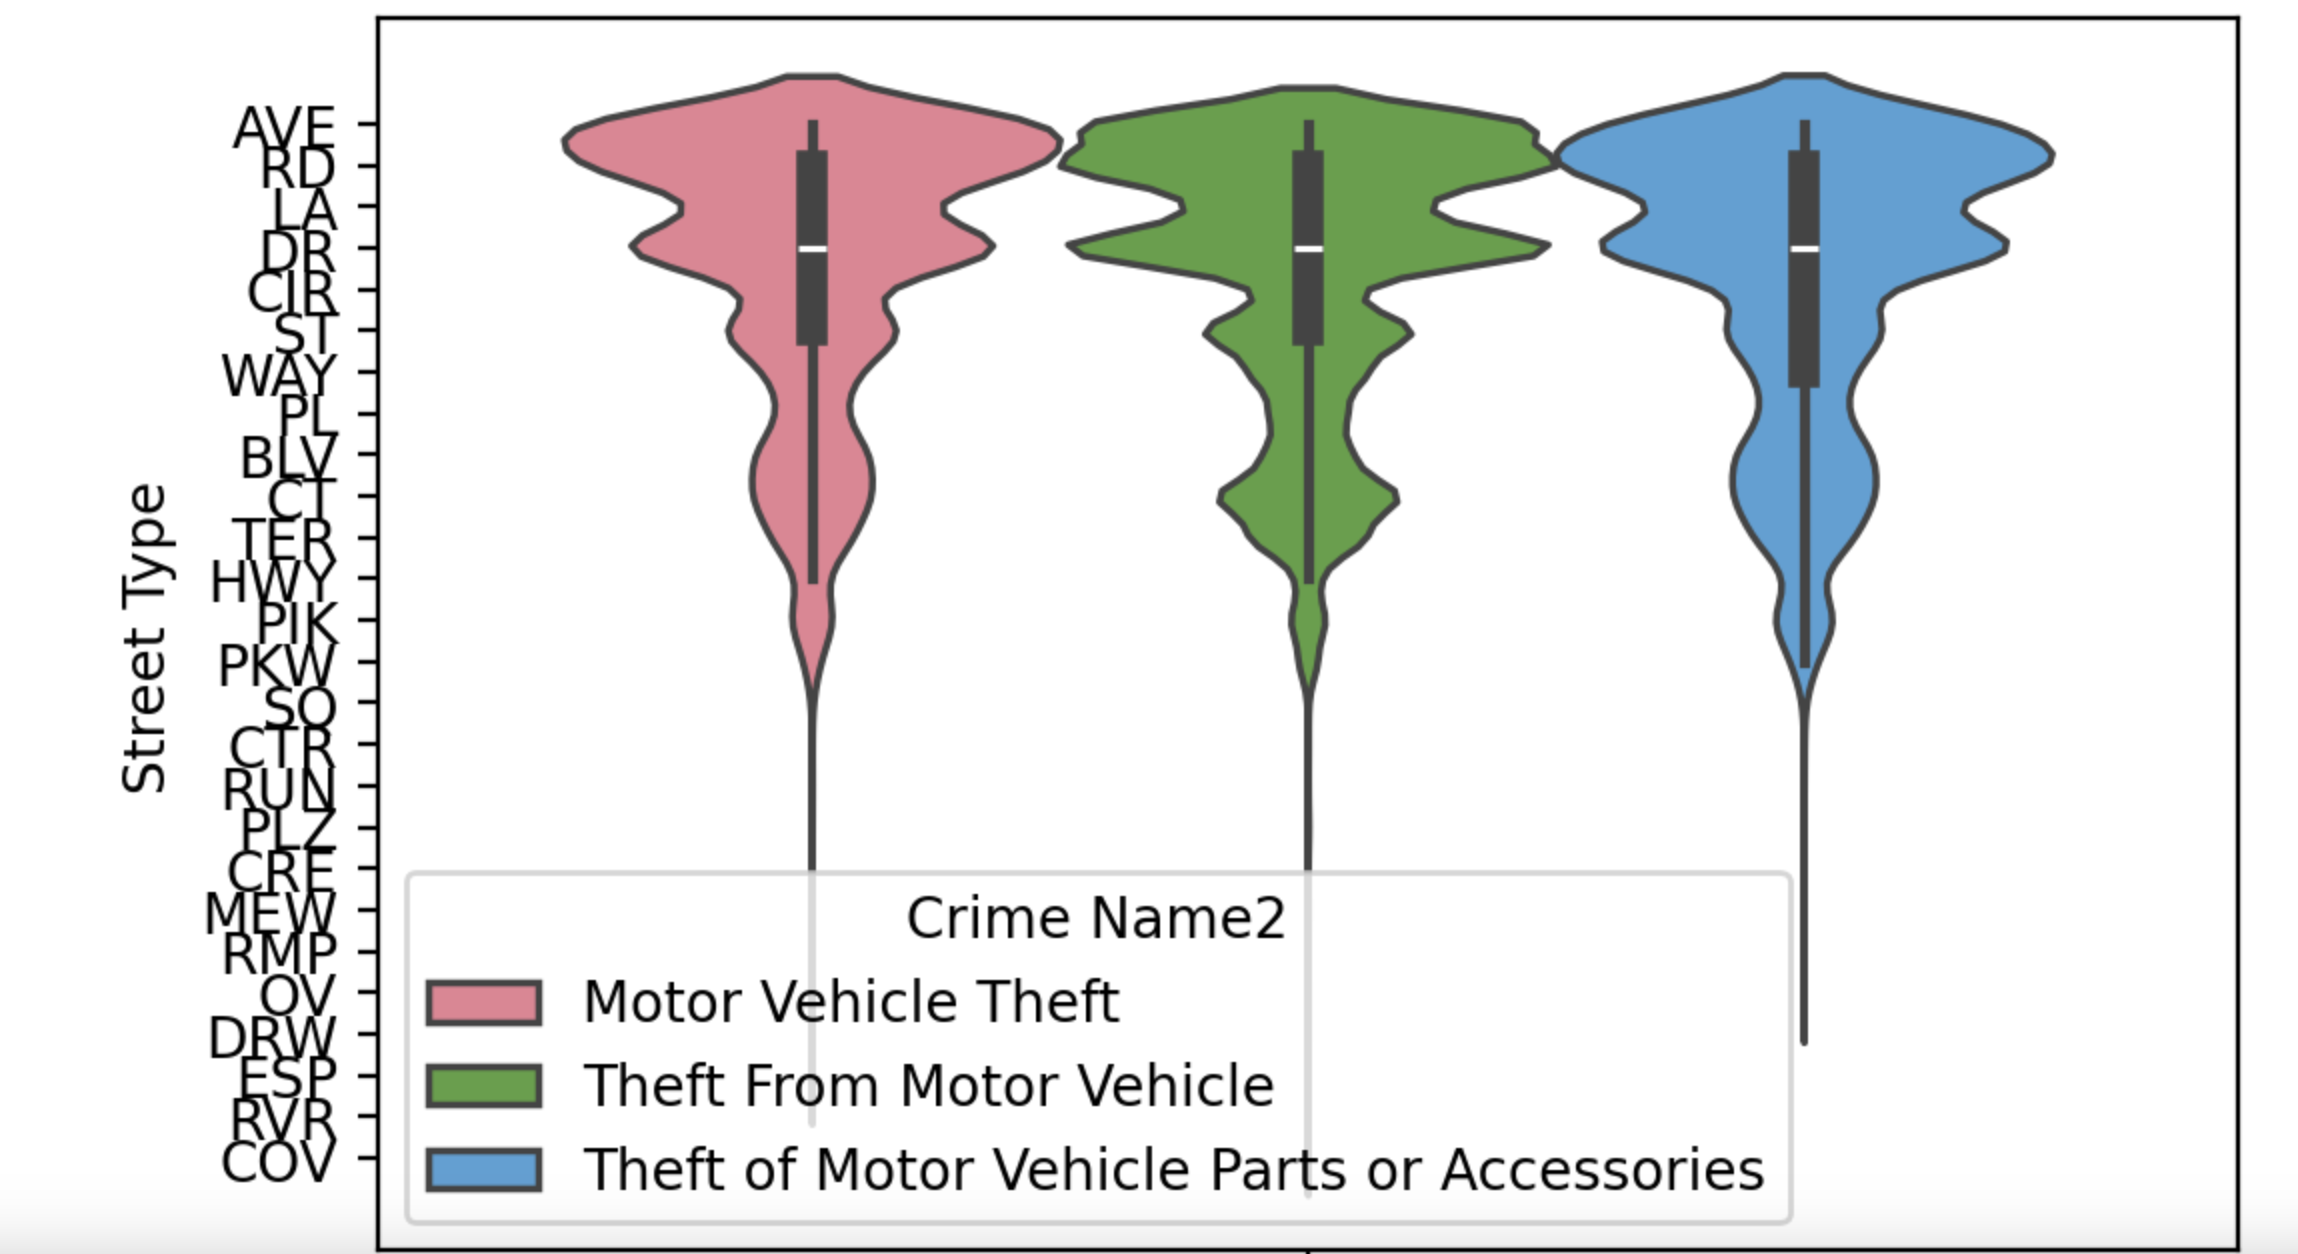 Street Type
AVE
RD
LA
DR
CIR
ST
WAY
PL
BLV
CT
TER
HWY
PIK
PKW
SQ
CTR
RUN
PLZ
CRE
MEW
RMP
OV
DRW
ESP
RVR
COV
Crime Name2
Motor Vehicle Theft
Theft From Motor Vehicle
Theft of Motor Vehicle Parts or Accessories